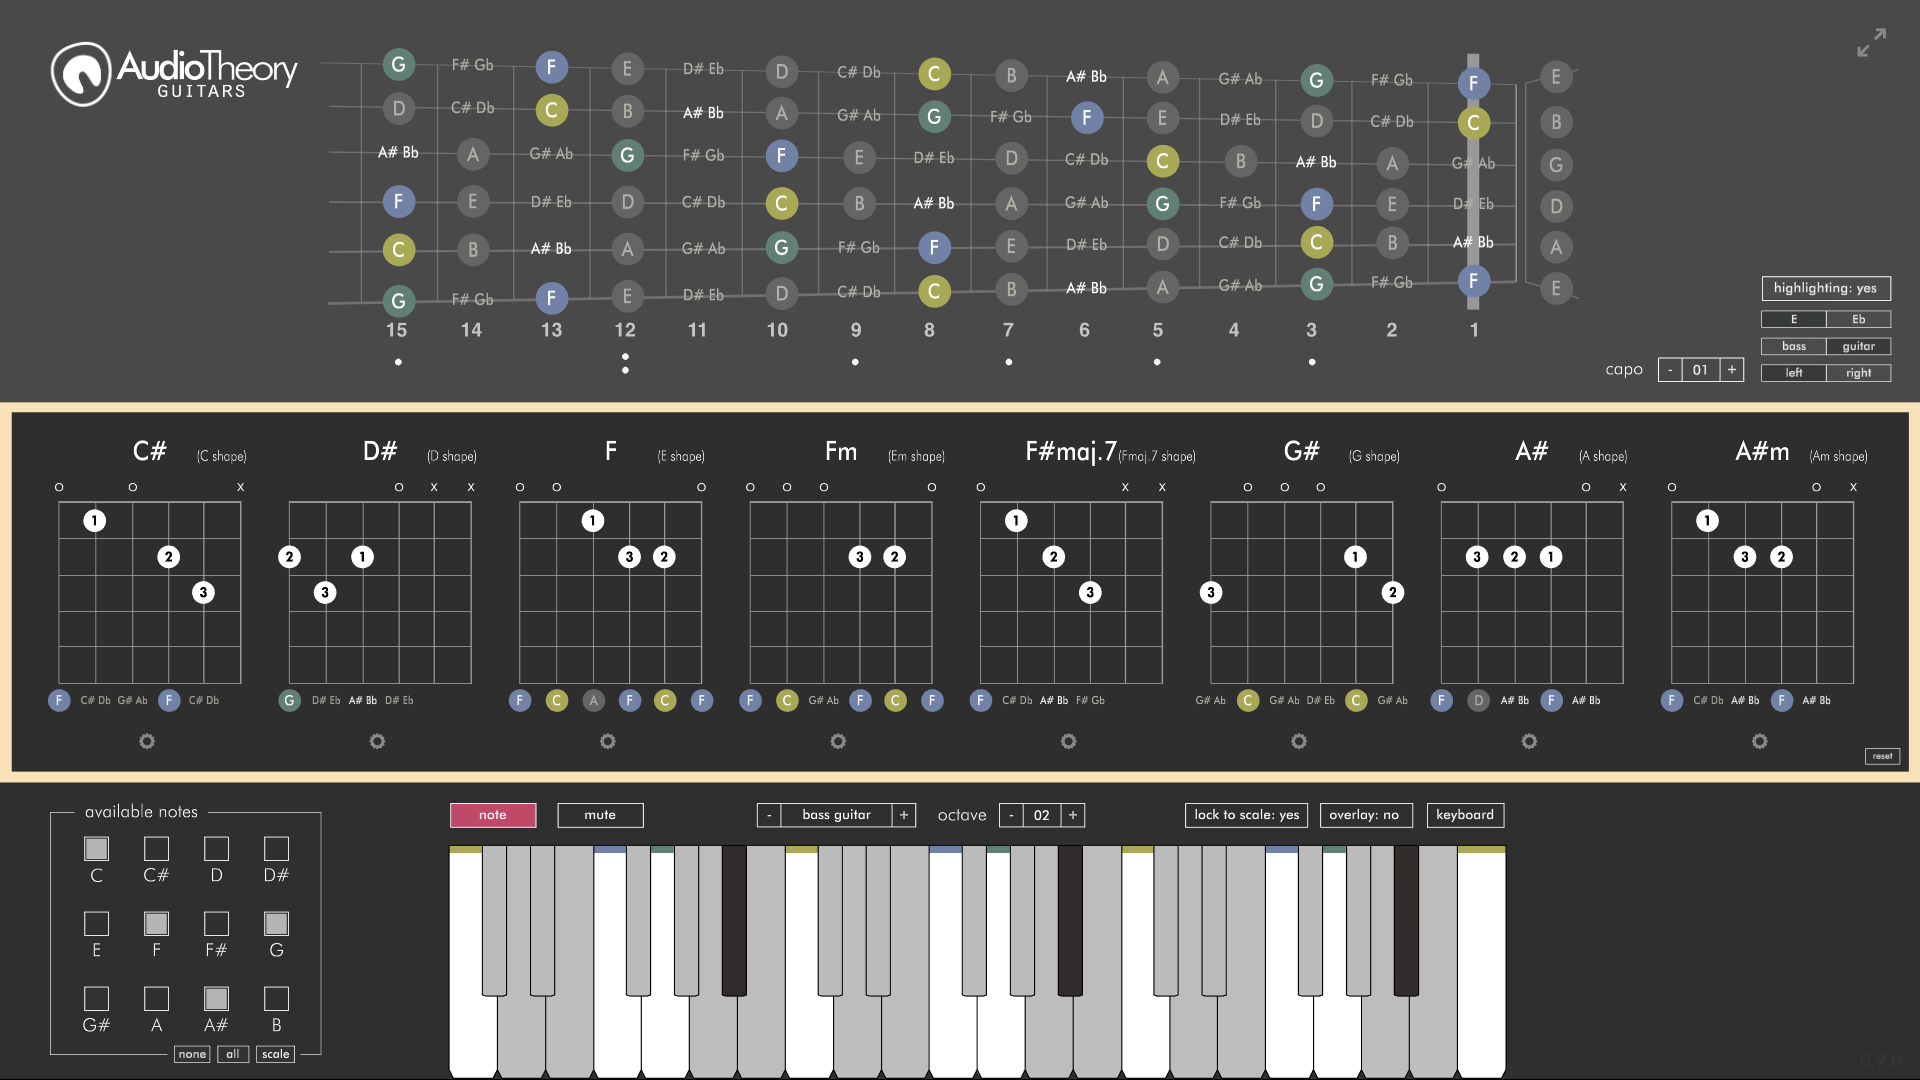 AudioTheory
GUITARS
G F# Gb F E D# Eb D C# Db C B A# Bb A G# Ab G F# Gb F E
D C# Db C B A# Bb A G# Ab G F# Gb F E D# Eb D C# Db C B
A# Bb A G# Ab G F# Gb F E D# Eb D C# Db C B A# Bb A G# Ab G
F E D# Eb D C# Db C B A# Bb A G# Ab G F# Gb F E D# Eb D
C B A# Bb A G# Ab G F# Gb F E D# Eb D C# Db C B A# Bb A
G F# Gb F E D# Eb D C# Db C B A# Bb A G# Ab G F# Gb F E
15 14 13 12 11 10 9 8 7 6 5 4 3 2 1
highlighting: yes
E Eb
bass guitar
left right
capo - 01 +
C# (C shape) D# (D shape) F (E shape) Fm (Em shape) F#maj.7 (Fmaj.7 shape) G# (G shape) A# (A shape) A#m (Am shape)
o o x o x x o o o o o o o o x x o o o o o x o o x
1 1 1 1
2 2 1 3 2 3 2 2 1 3 2 1 3 2
3 3 3 3 2
F C# Db G# Ab F C# Db G D# Eb A# Bb D# Eb F C A F C F F C G# Ab F C F F C# Db A# Bb F# Gb G# Ab C G# Ab D# Eb C G# Ab F D A# Bb F A# Bb F C# Db A# Bb F A# Bb
reset
available notes
C C# D D#
E F F# G
G# A A# B
none all scale
note mute - bass guitar + octave - 02 + lock to scale: yes overlay: no keyboard
0.9.0